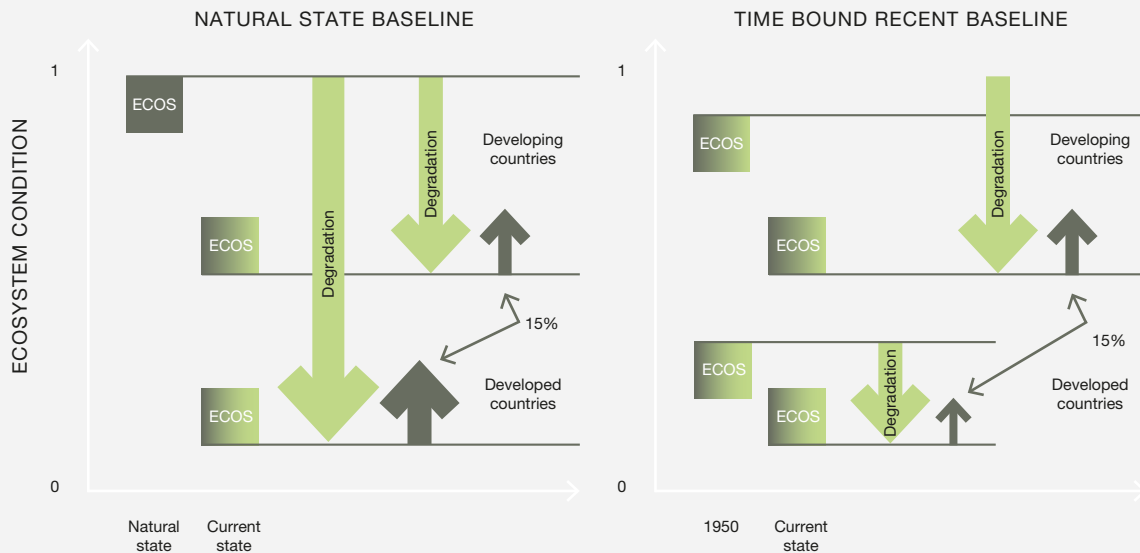 NATURAL STATE BASELINE
ECOSYSTEM CONDITION
1
ECOS
Degradation
Degradation
Developing
countries
ECOS
15%
ECOS
Developed
countries
0
Natural
state
Current
state
TIME BOUND RECENT BASELINE
1
ECOS
Degradation
Developing
countries
ECOS
15%
ECOS
Degradation
ECOS
Developed
countries
0
1950
Current
state